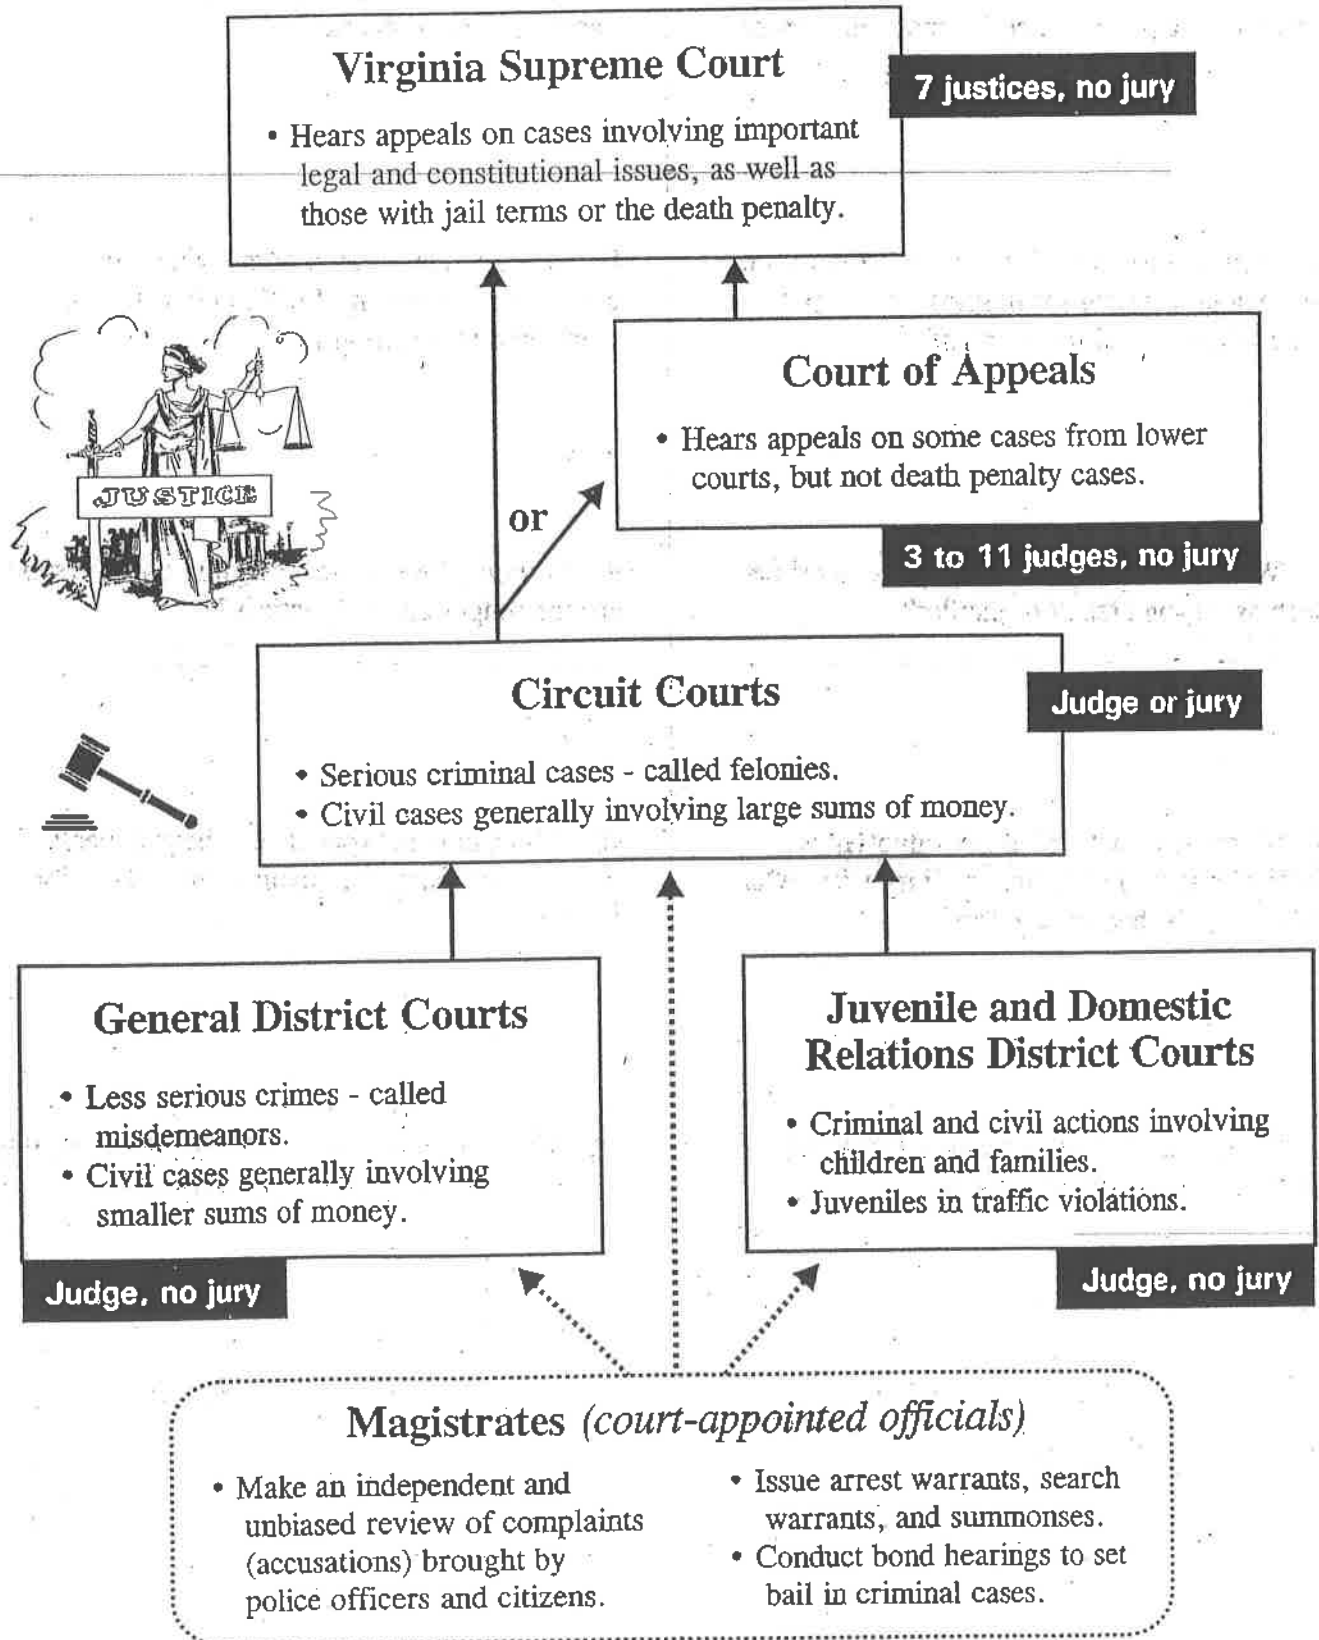 Virginia Supreme Court
7 justices, no jury
• Hears appeals on cases involving important
legal and constitutional issues, as well as
those with jail terms or the death penalty.
Court of Appeals
• Hears appeals on some cases from lower
courts, but not death penalty cases.
3 to 11 judges, no jury
JUSTICE
or
Circuit Courts
Judge or jury
• Serious criminal cases - called felonies.
• Civil cases generally involving large sums of money.
General District Courts
• Less serious crimes - called
misdemeanors.
• Civil cases generally involving
smaller sums of money.
Judge, no jury
Juvenile and Domestic
Relations District Courts
• Criminal and civil actions involving
children and families.
• Juveniles in traffic violations.
Judge, no jury
Magistrates (court-appointed officials)
• Make an independent and
unbiased review of complaints
(accusations) brought by
police officers and citizens.
• Issue arrest warrants, search
warrants, and summonses.
• Conduct bond hearings to set
bail in criminal cases.